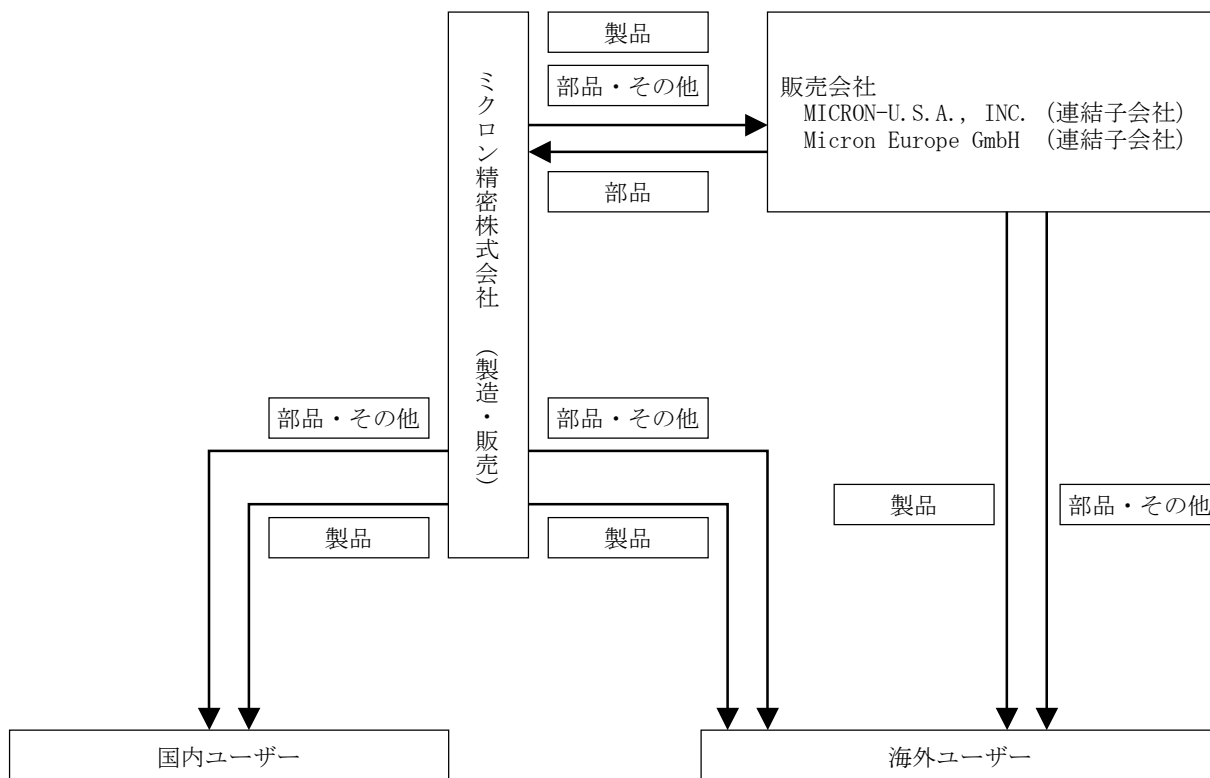 製品
部品・その他
販売会社
MICRON-U.S.A., INC. (連結子会社)
Micron Europe GmbH (連結子会社)
部品
ミクロン精密株式会社 (製造・販売)
部品・その他
部品・その他
製品
製品
製品
部品・その他
国内ユーザー
海外ユーザー